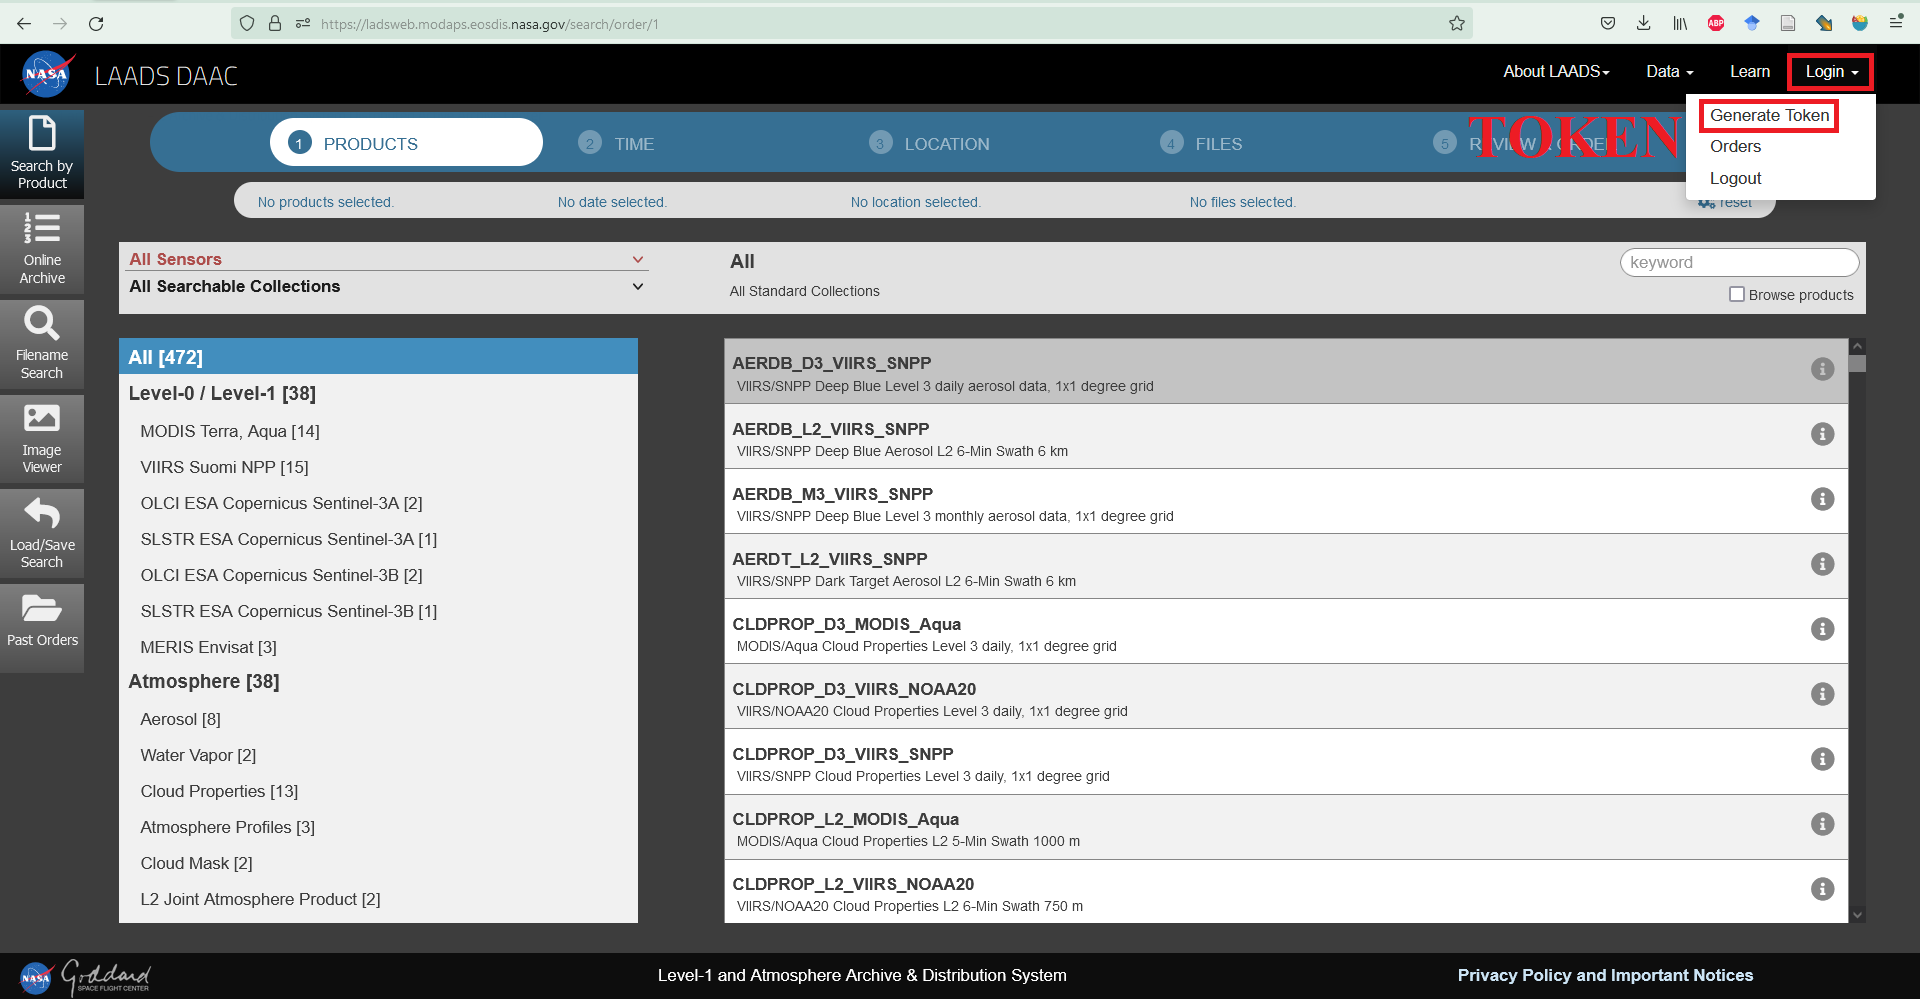 https://ladsweb.modaps.eosdis.nasa.gov/search/order/1
ABP
NASA
LAADS DAAC
About LAADS
Data
Learn
Login
Generate Token
Orders
Logout
TOKEN
1 PRODUCTS
2 TIME
3 LOCATION
4 FILES
5 REVIEW & ORDER
No products selected.
No date selected.
No location selected.
No files selected.
reset
Search by
Product
Online
Archive
Filename
Search
Image
Viewer
Load/Save
Search
Past Orders
All Sensors
All Searchable Collections
All
All Standard Collections
keyword
Browse products
All [472]
Level-0 / Level-1 [38]
MODIS Terra, Aqua [14]
VIIRS Suomi NPP [15]
OLCI ESA Copernicus Sentinel-3A [2]
SLSTR ESA Copernicus Sentinel-3A [1]
OLCI ESA Copernicus Sentinel-3B [2]
SLSTR ESA Copernicus Sentinel-3B [1]
MERIS Envisat [3]
Atmosphere [38]
Aerosol [8]
Water Vapor [2]
Cloud Properties [13]
Atmosphere Profiles [3]
Cloud Mask [2]
L2 Joint Atmosphere Product [2]
AERDB_D3_VIIRS_SNPP
VIIRS/SNPP Deep Blue Level 3 daily aerosol data, 1x1 degree grid
AERDB_L2_VIIRS_SNPP
VIIRS/SNPP Deep Blue Aerosol L2 6-Min Swath 6 km
AERDB_M3_VIIRS_SNPP
VIIRS/SNPP Deep Blue Level 3 monthly aerosol data, 1x1 degree grid
AERDT_L2_VIIRS_SNPP
VIIRS/SNPP Dark Target Aerosol L2 6-Min Swath 6 km
CLDPROP_D3_MODIS_Aqua
MODIS/Aqua Cloud Properties Level 3 daily, 1x1 degree grid
CLDPROP_D3_VIIRS_NOAA20
VIIRS/NOAA20 Cloud Properties Level 3 daily, 1x1 degree grid
CLDPROP_D3_VIIRS_SNPP
VIIRS/SNPP Cloud Properties Level 3 daily, 1x1 degree grid
CLDPROP_L2_MODIS_Aqua
MODIS/Aqua Cloud Properties L2 5-Min Swath 1000 m
CLDPROP_L2_VIIRS_NOAA20
VIIRS/NOAA20 Cloud Properties L2 6-Min Swath 750 m
NASA
Goddard
SPACE FLIGHT CENTER
Level-1 and Atmosphere Archive & Distribution System
Privacy Policy and Important Notices